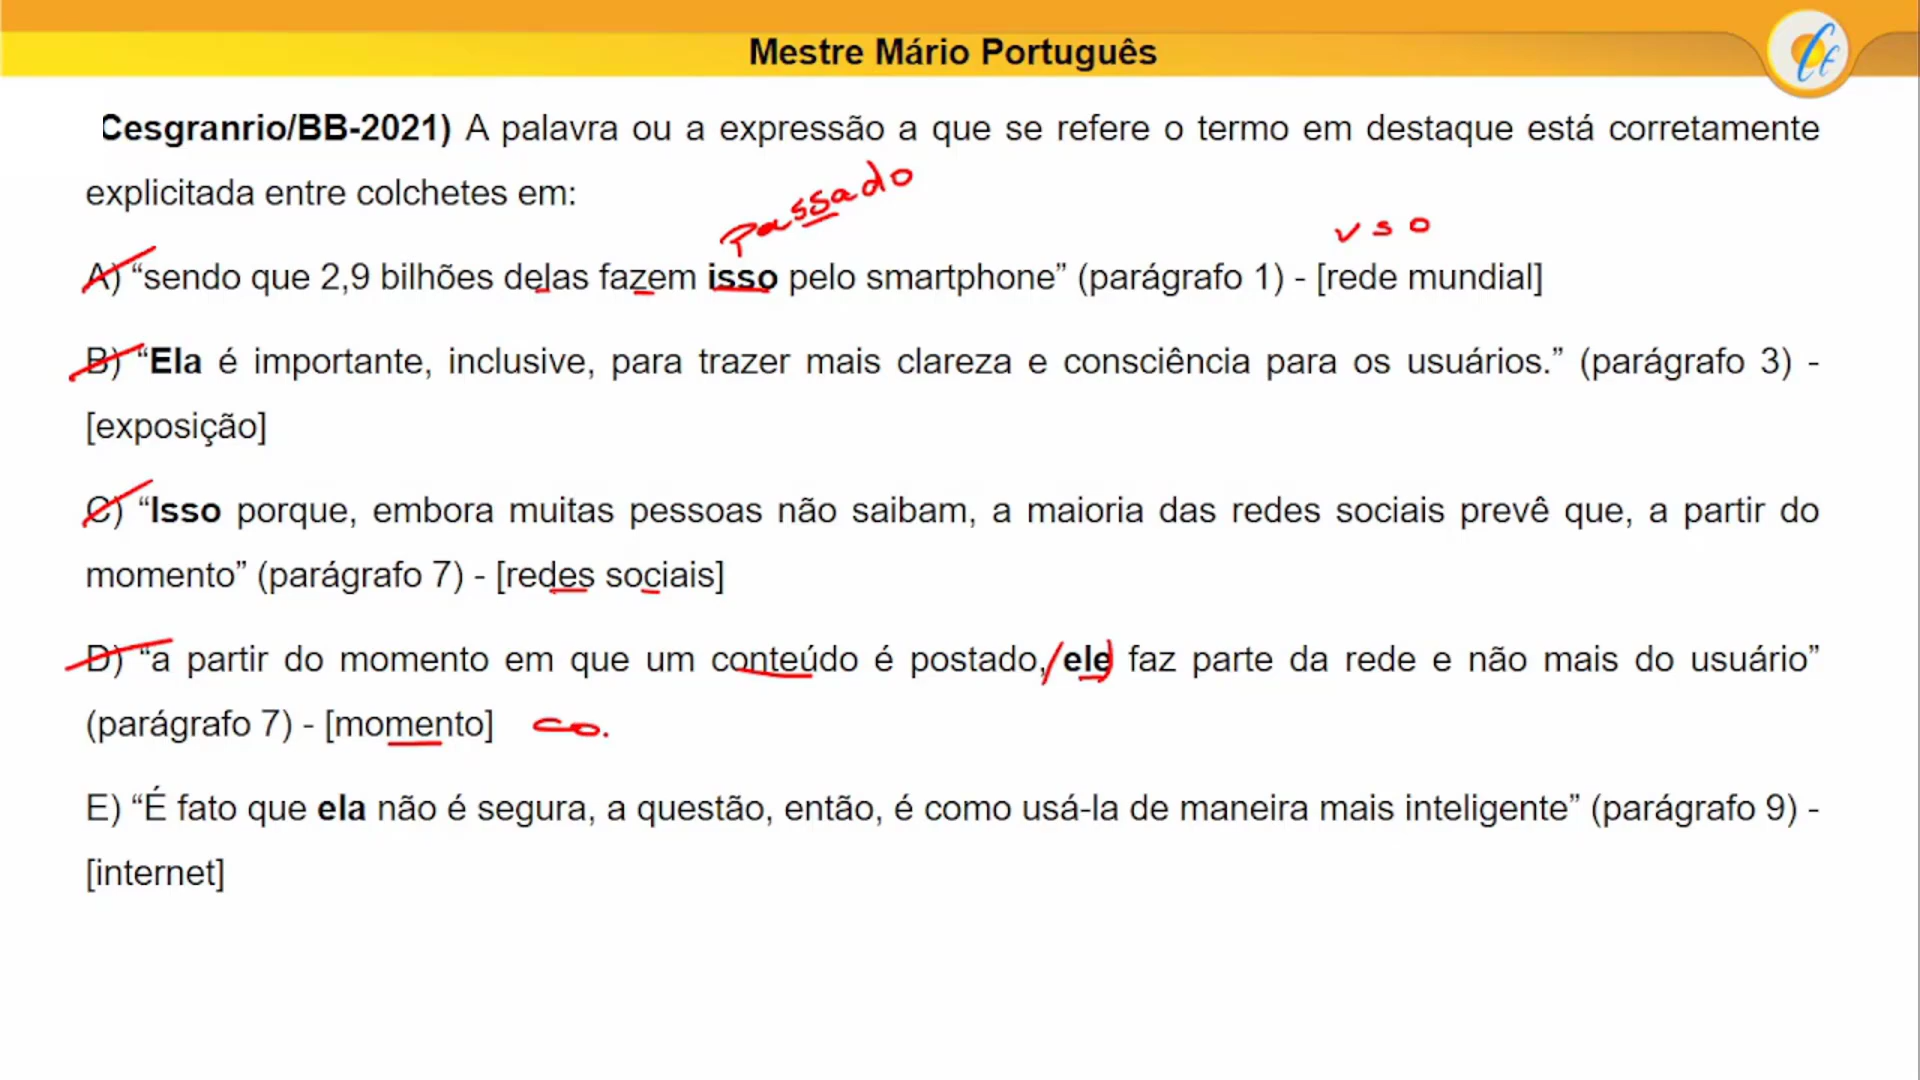 Mestre Mário Português
Cesgranrio/BB-2021) A palavra ou a expressão a que se refere o termo em destaque está corretamente
explicitada entre colchetes em:
passado
uso
A) “sendo que 2,9 bilhões delas fazem isso pelo smartphone” (parágrafo 1) - [rede mundial]
B) “Ela é importante, inclusive, para trazer mais clareza e consciência para os usuários.” (parágrafo 3) -
[exposição]
C) “Isso porque, embora muitas pessoas não saibam, a maioria das redes sociais prevê que, a partir do
momento” (parágrafo 7) - [redes sociais]
D) “a partir do momento em que um conteúdo é postado, ele faz parte da rede e não mais do usuário”
(parágrafo 7) - [momento] co.
E) “É fato que ela não é segura, a questão, então, é como usá-la de maneira mais inteligente” (parágrafo 9) -
[internet]